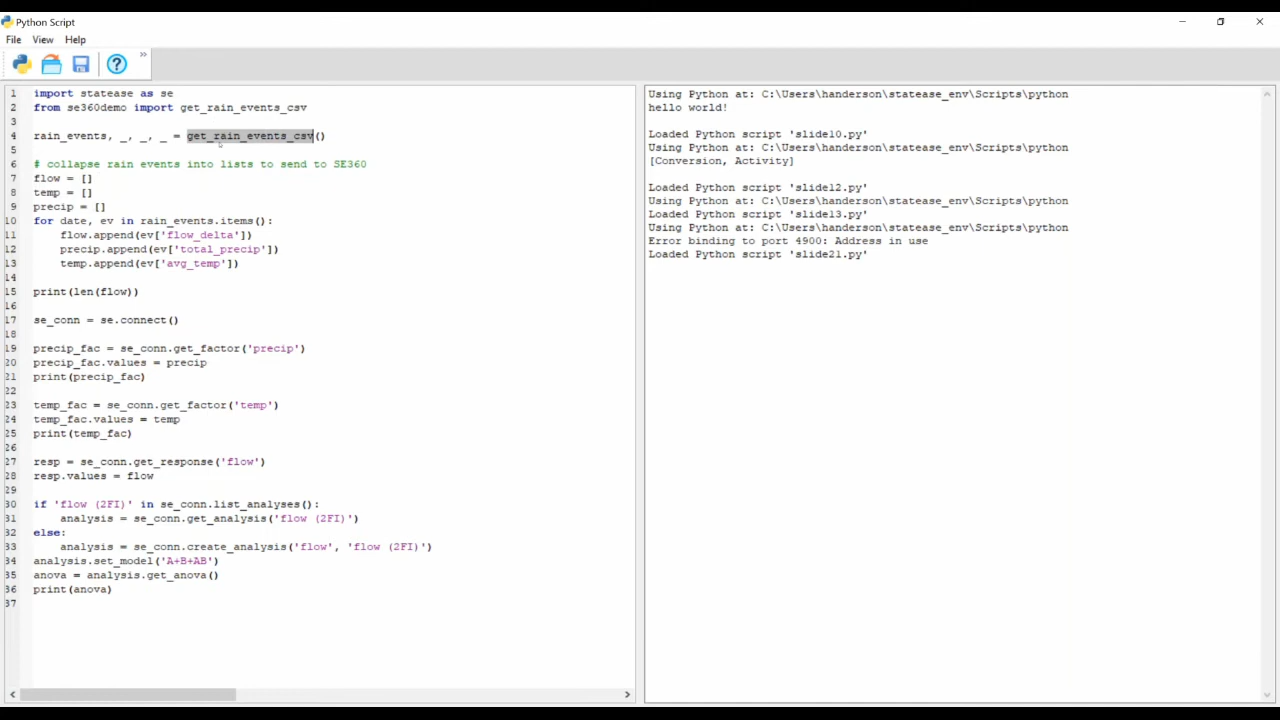 Python Script
File View Help
»
1 import statease as se
2 from se360demo import get_rain_events_csv
3
4 rain_events, _, _, _ = get_rain_events_csv()
5
6 # collapse rain events into lists to send to SE360
7 flow = []
8 temp = []
9 precip = []
10 for date, ev in rain_events.items():
11     flow.append(ev['flow_delta'])
12     precip.append(ev['total_precip'])
13     temp.append(ev['avg_temp'])
14
15 print(len(flow))
16
17 se_conn = se.connect()
18
19 precip_fac = se_conn.get_factor('precip')
20 precip_fac.values = precip
21 print(precip_fac)
22
23 temp_fac = se_conn.get_factor('temp')
24 temp_fac.values = temp
25 print(temp_fac)
26
27 resp = se_conn.get_response('flow')
28 resp.values = flow
29
30 if 'flow (2FI)' in se_conn.list_analyses():
31     analysis = se_conn.get_analysis('flow (2FI)')
32 else:
33     analysis = se_conn.create_analysis('flow', 'flow (2FI)')
34 analysis.set_model('A+B+AB')
35 anova = analysis.get_anova()
36 print(anova)
37
Using Python at: C:\Users\handerson\statease_env\Scripts\python
hello world!
Loaded Python script 'slide10.py'
Using Python at: C:\Users\handerson\statease_env\Scripts\python
[Conversion, Activity]
Loaded Python script 'slide12.py'
Using Python at: C:\Users\handerson\statease_env\Scripts\python
Loaded Python script 'slide13.py'
Using Python at: C:\Users\handerson\statease_env\Scripts\python
Error binding to port 4900: Address in use
Loaded Python script 'slide21.py'